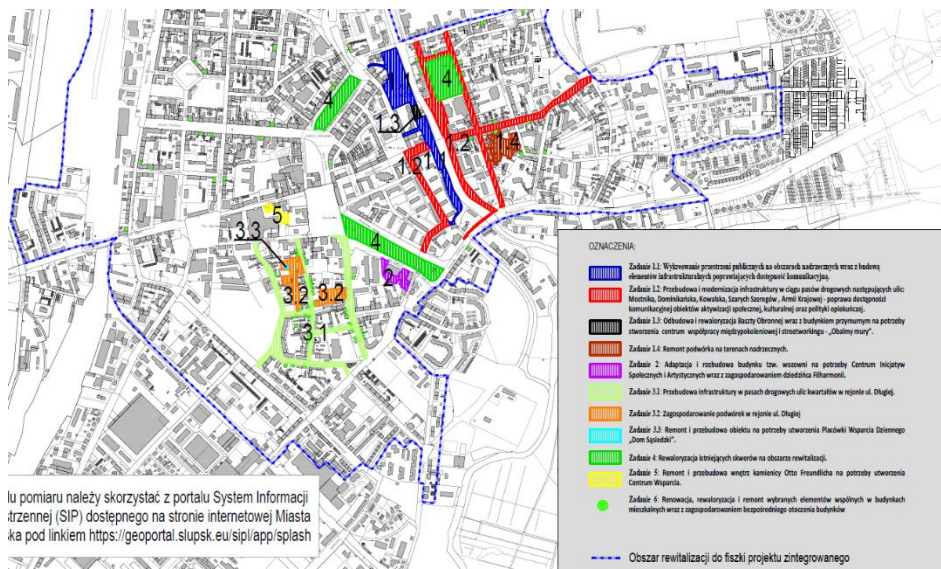 4
1.1
4
1.3
1.2
1.4
1.2
1.1
5
3.3
4
2
3.2
3.2
3.1
OZNACZENIA:
Zadanie 1.1: Wykreowanie przestrzeni publicznych na obszarach nadrzecznych wraz z budową
elementów infrastrukturalnych poprawiających dostępność komunikacyjną.
Zadanie 1.2: Przebudowa i modernizacja infrastruktury w ciągu pasów drogowych następujących ulic:
Mostnika, Dominikańska, Kowalska, Szarych Szeregów , Armii Krajowej - poprawa dostępności
komunikacyjnej obiektów aktywizacji społecznej, kulturalnej oraz polityki opiekuńczej.
Zadanie 1.3: Odbudowa i rewaloryzacja Baszty Obronnej wraz z budynkiem przymurnym na potrzeby
stworzenia centrum współpracy międzypokoleniowej i streetworkingu - „Obalmy mury".
Zadanie 1.4: Remont podwórka na terenach nadrzecznych.
Zadanie 2: Adaptacja i rozbudowa budynku tzw. wozowni na potrzeby Centrum Inicjatyw
Społecznych i Artystycznych wraz z zagospodarowaniem dziedzińca Filharmonii.
Zadanie 3.1: Przebudowa infrastruktury w pasach drogowych ulic kwartałów w rejonie ul. Długiej.
Zadanie 3.2: Zagospodarowanie podwórek w rejonie ul. Długiej
Zadanie 3.3: Remont i przebudowa obiektu na potrzeby utworzenia Placówki Wsparcia Dziennego
„Dom Sąsiedzki".
Zadanie 4: Rewaloryzacja istniejących skwerów na obszarze rewitalizacji.
Zadanie 5: Remont i przebudowa wnętrz kamienicy Otto Freundlicha na potrzeby utworzenia
Centrum Wsparcia.
Zadanie 6: Renowacja, rewaloryzacja i remont wybranych elementów wspólnych w budynkach
mieszkalnych wraz z zagospodarowaniem bezpośredniego otoczenia budynków
Obszar rewitalizacji do fiszki projektu zintegrowanego
lu pomiaru należy skorzystać z portalu System Informacji
strzennej (SIP) dostępnego na stronie internetowej Miasta
ska pod linkiem https://geoportal.slupsk.eu/sipl/app/splash